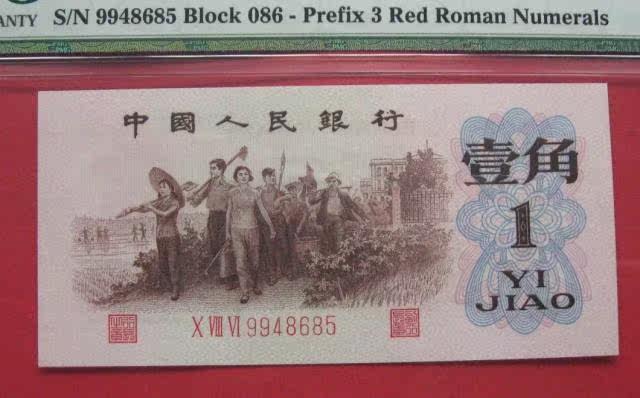 ANTY S/N 9948685 Block 086 - Prefix 3 Red Roman Numerals
中國人民銀行
壹角
1
YI
JIAO
X VIII VI 9948685